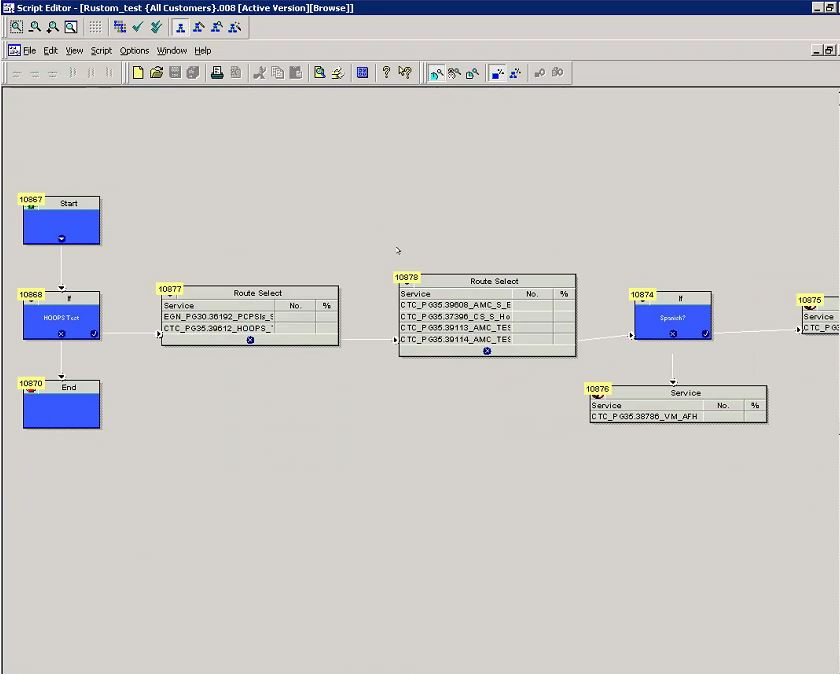 Script Editor - [Rustom_test {All Customers}.008 [Active Version][Browse]]
File Edit View Script Options Window Help
10867
Start
10868
If
HOOPS Test
10870
End
10877
Route Select
Service No. %
EGN_PG30.36192_PCPSIs_S
CTC_PG35.39612_HOOPS_
10878
Route Select
Service No. %
CTC_PG35.39608_AMC_S_E
CTC_PG35.37396_CS_S_Ho
CTC_PG35.39113_AMC_TES
CTC_PG35.39114_AMC_TES
10874
If
Spanish?
10875
Service
CTC_PG3
10876
Service
Service No. %
CTC_PG35.38786_VM_AFH